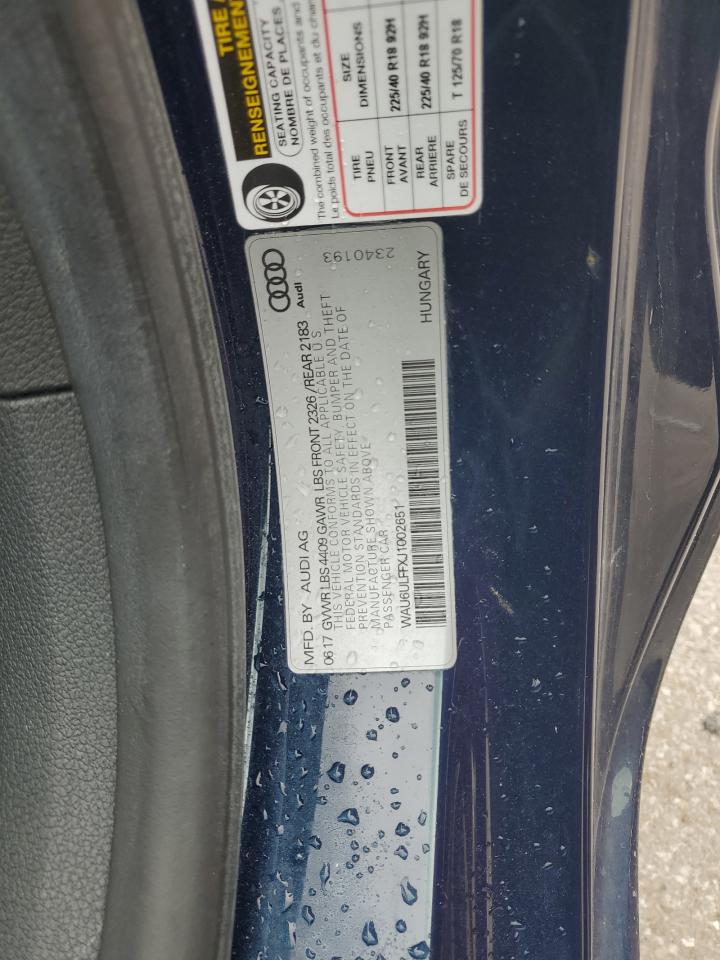 TIRE
RENSEIGNEMENT
SEATING CAPACITY
NOMBRE DE PLACES
The combined weight of occupants and
Le poids total des occupants et du
TIRE
PNEU
SIZE
DIMENSIONS
FRONT
AVANT
225/40 R18 92H
REAR
ARRIERE
225/40 R18 92H
SPARE
DE SECOURS
T 125/70 R18
MFD. BY AUDI AG
Audi
0617 GVWR LBS 4409 GAWR LBS FRONT 2326 /REAR 2183
2340193
THIS VEHICLE CONFORMS TO ALL APPLICABLE U S
FEDERAL MOTOR VEHICLE SAFETY, BUMPER AND THEFT
PREVENTION STANDARDS IN EFFECT ON THE DATE OF
MANUFACTURE SHOWN ABOVE
PASSENGER CAR
WAU6ULFFXJ1002651
HUNGARY